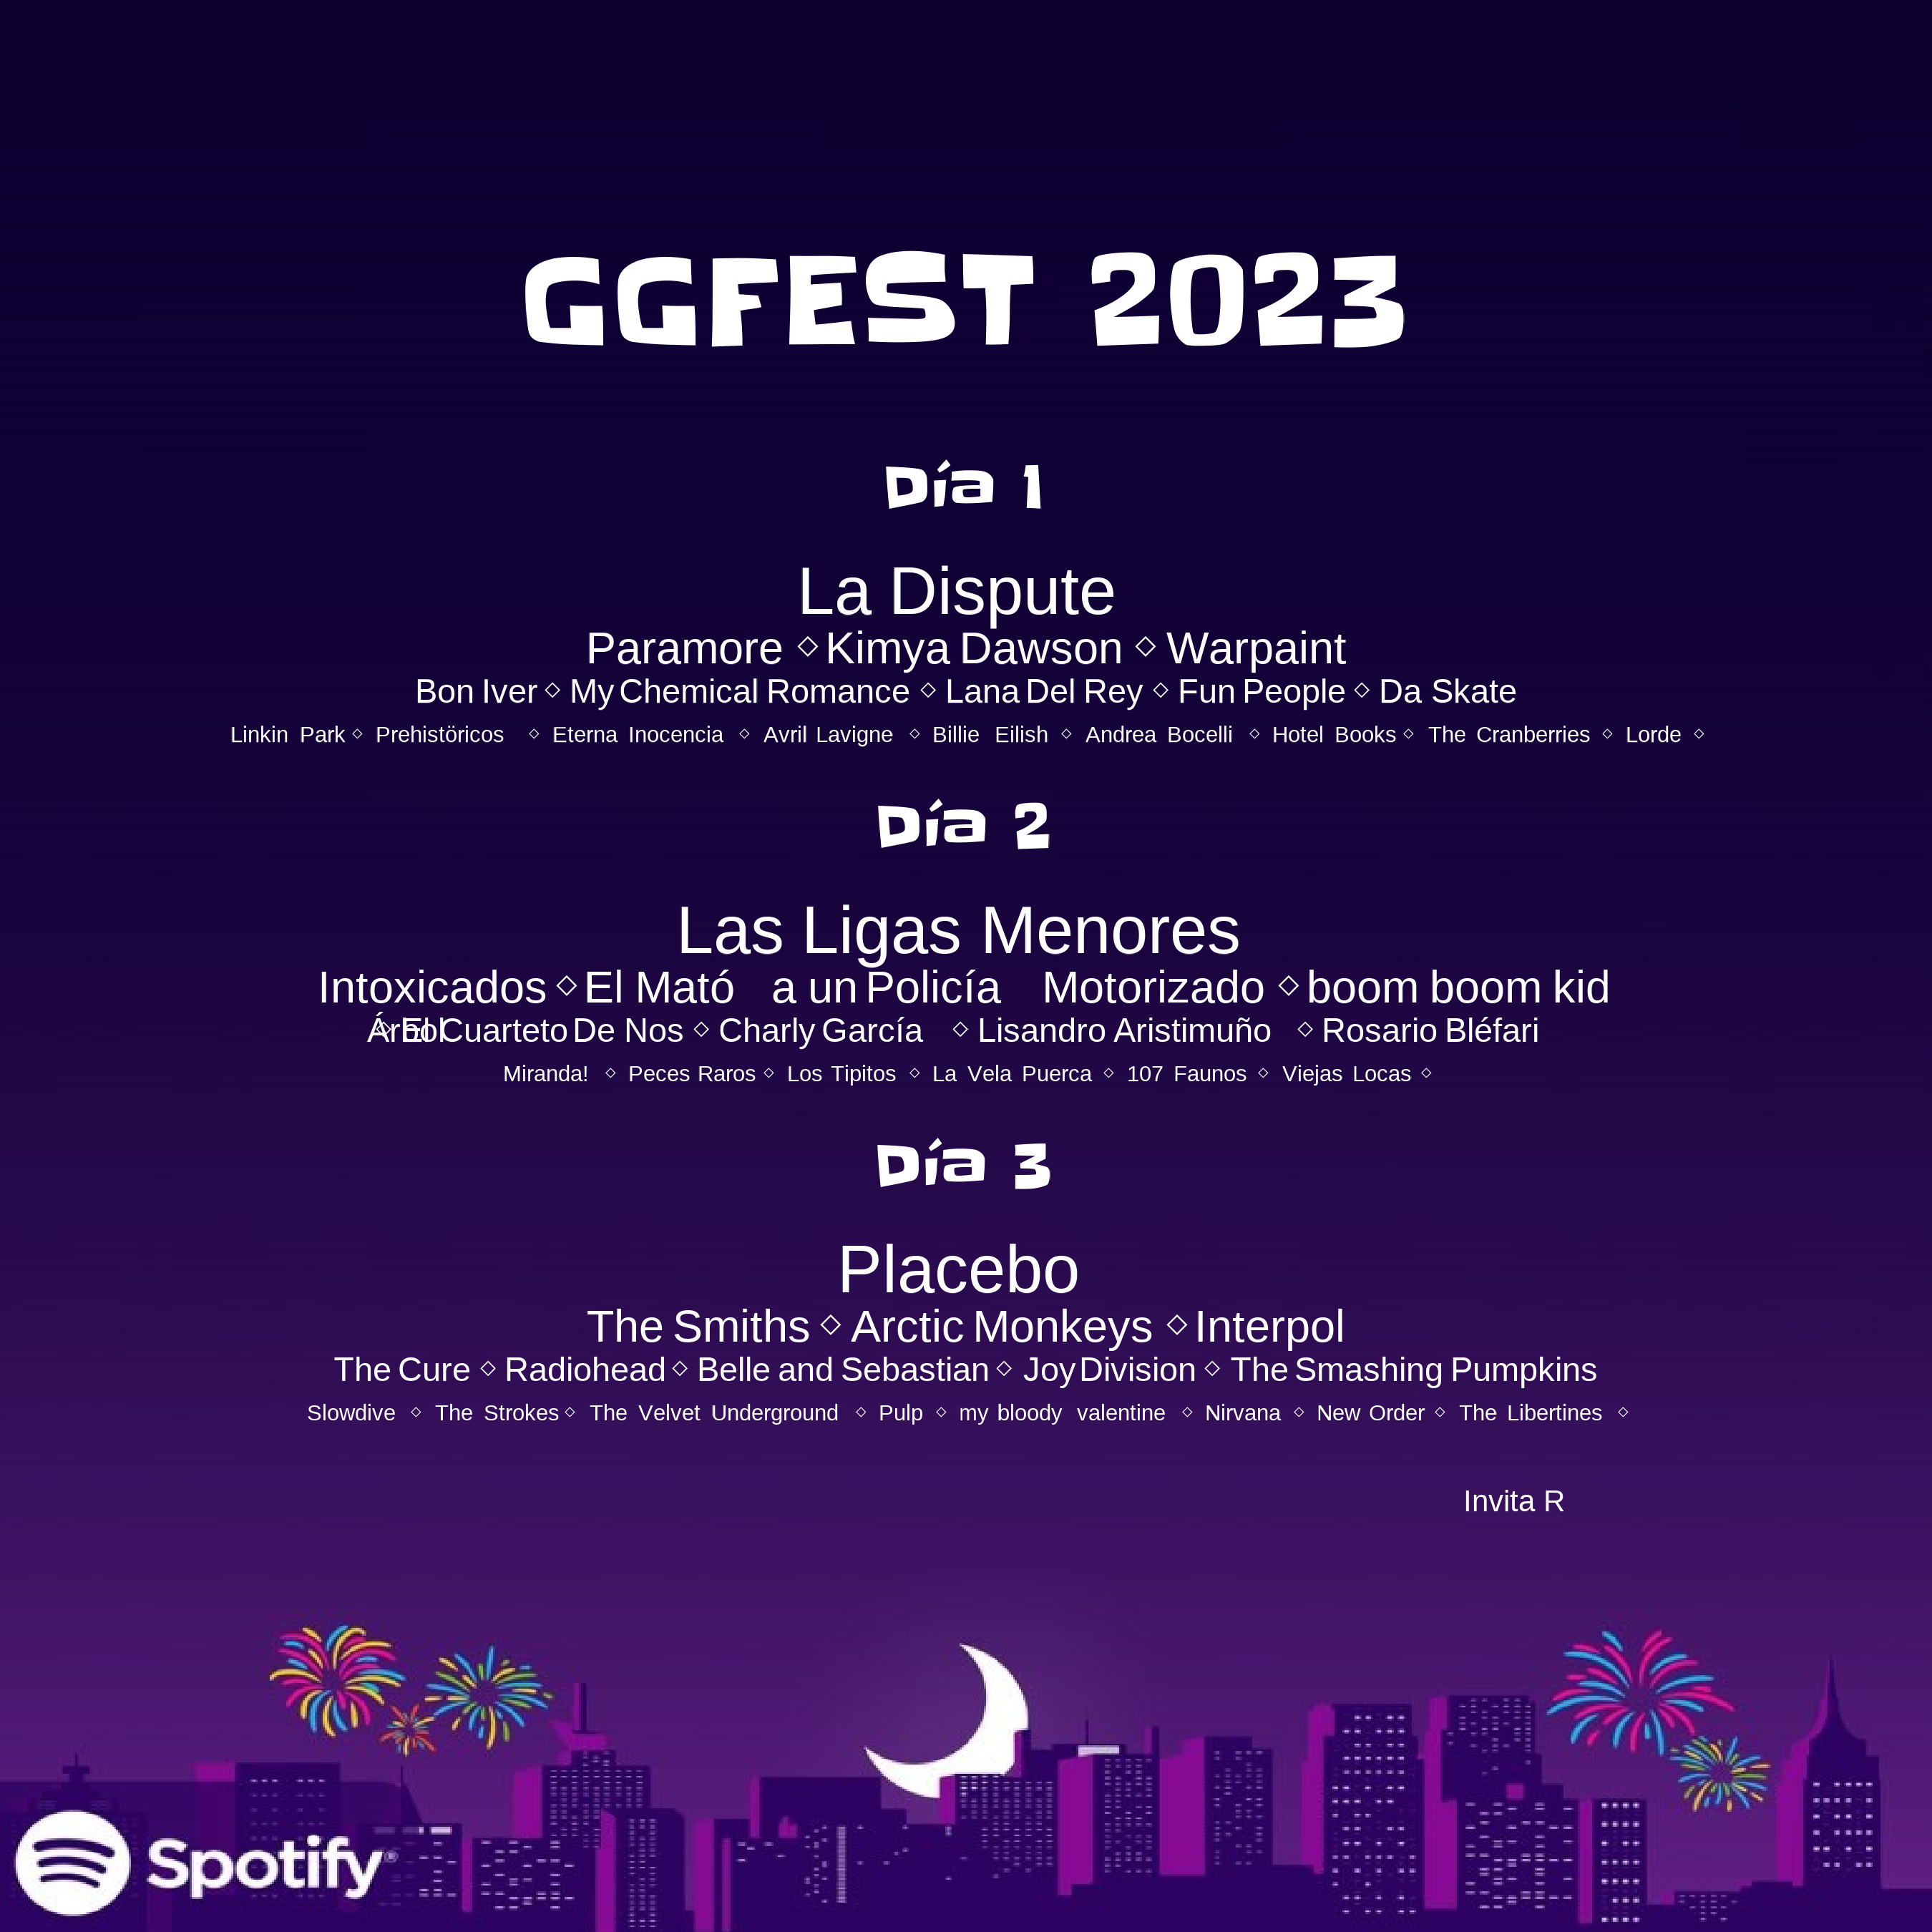 GGFEST 2023
Día 1
La Dispute
Paramore ◇ Kimya Dawson ◇ Warpaint
Bon Iver ◇ My Chemical Romance ◇ Lana Del Rey ◇ Fun People ◇ Da Skate
Linkin Park ◇ Prehistöricos ◇ Eterna Inocencia ◇ Avril Lavigne ◇ Billie Eilish ◇ Andrea Bocelli ◇ Hotel Books ◇ The Cranberries ◇ Lorde ◇
Día 2
Las Ligas Menores
Intoxicados ◇ El Mató a un Policía Motorizado ◇ boom boom kid
Árbol ◇ El Cuarteto De Nos ◇ Charly García ◇ Lisandro Aristimuño ◇ Rosario Bléfari
Miranda! ◇ Peces Raros ◇ Los Tipitos ◇ La Vela Puerca ◇ 107 Faunos ◇ Viejas Locas ◇
Día 3
Placebo
The Smiths ◇ Arctic Monkeys ◇ Interpol
The Cure ◇ Radiohead ◇ Belle and Sebastian ◇ Joy Division ◇ The Smashing Pumpkins
Slowdive ◇ The Strokes ◇ The Velvet Underground ◇ Pulp ◇ my bloody valentine ◇ Nirvana ◇ New Order ◇ The Libertines ◇
Invita R
Spotify®